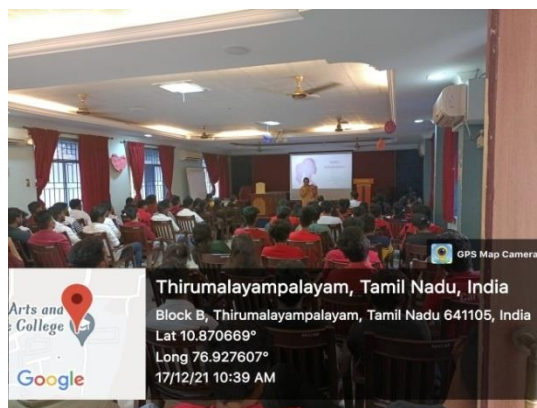 GPS Map Camera
Thirumalayampalayam, Tamil Nadu, India
Block B, Thirumalayampalayam, Tamil Nadu 641105, India
Lat 10.870669°
Long 76.927607°
17/12/21 10:39 AM
Arts and
College
Google